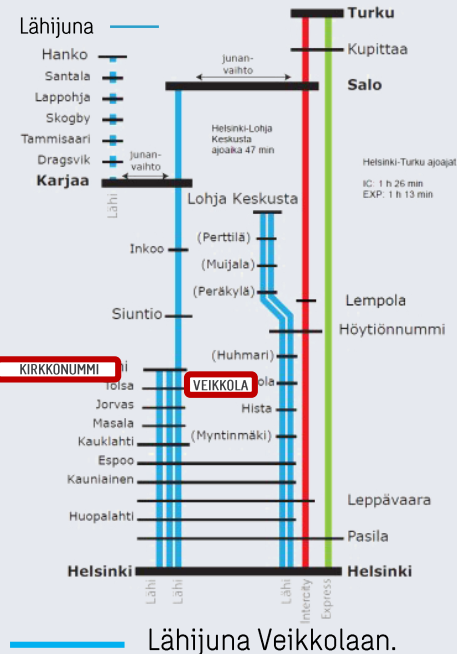 Lähijuna
Turku
Kupittaa
Hanko
Santala
Lappohja
Skogby
Tammisaari
Dragsvik
Karjaa
Lähi
junan-
vaihto
junan-
vaihto
Salo
Helsinki-Lohja
Keskusta
ajoaika 47 min
Helsinki-Turku ajoajat
IC: 1 h 26 min
EXP: 1 h 13 min
Lohja Keskusta
(Perttilä)
(Muijala)
(Peräkylä)
Inkoo
Siuntio
Lempola
Höytiönnummi
(Huhmari)
KIRKKONUMMI
VEIKKOLA
Tolsa
Jorvas
Masala
Kauklahti
Hista
(Myntinmäki)
Espoo
Kauniainen
Leppävaara
Huopalahti
Pasila
Helsinki
Helsinki
Lähi
Lähi
Lähi
Intercity
Express
Lähijuna Veikkolaan.